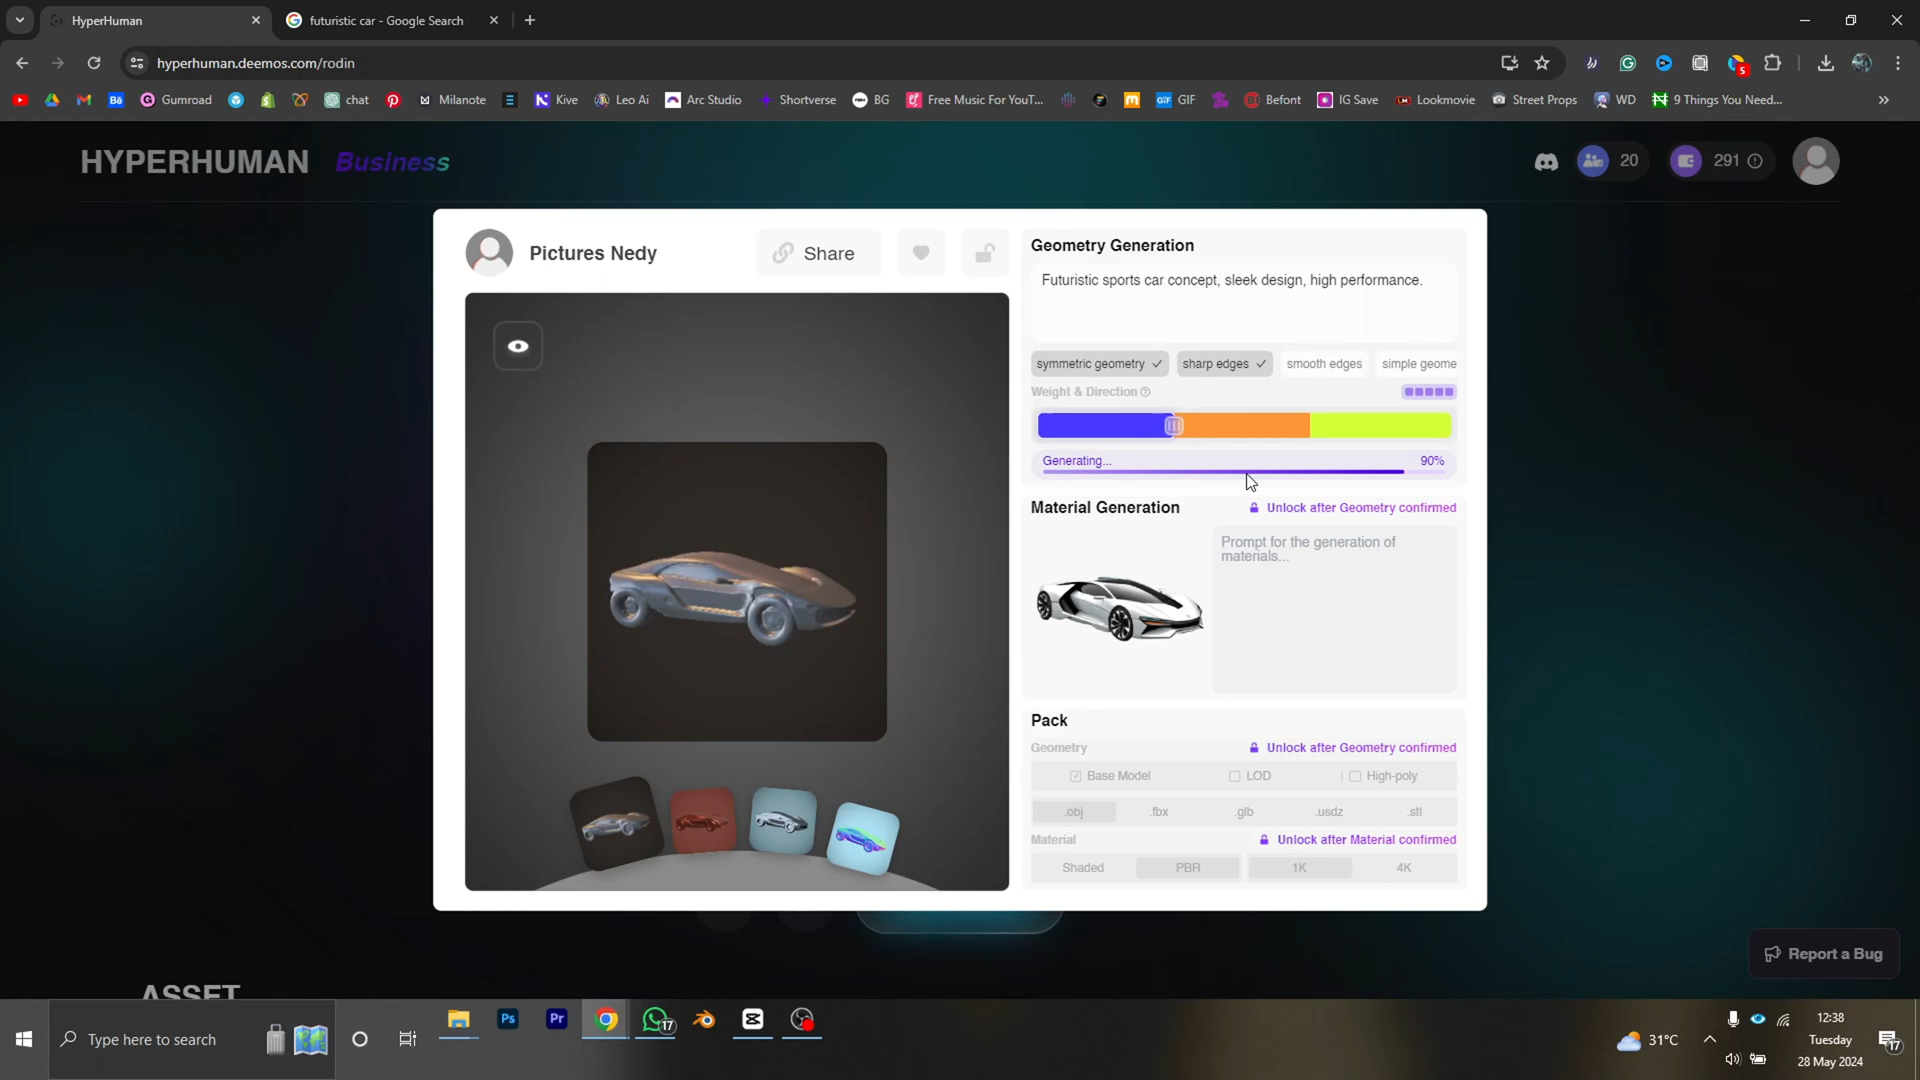 HyperHuman
futuristic car - Google Search
hyperhuman.deemos.com/rodin
5
Gumroad
chat
Milanote
Kive
Leo Ai
Arc Studio
Shortverse
BG
Free Music For YouT...
GIF
Befont
IG Save
Lookmovie
Street Props
WD
9 Things You Need...
»
HYPERHUMAN Business
20
291
Pictures Nedy
Share
Geometry Generation
Futuristic sports car concept, sleek design, high performance.
symmetric geometry ✓ sharp edges ✓ smooth edges simple geome
Weight & Direction
Generating... 90%
Material Generation Unlock after Geometry confirmed
Prompt for the generation of
materials...
Pack
Geometry Unlock after Geometry confirmed
Base Model LOD High-poly
.obj .fbx .glb .usdz .stl
Material Unlock after Material confirmed
Shaded PBR 1K 4K
Report a Bug
ASSET
Type here to search
Ps
Pr
17
31°C
12:38
Tuesday
28 May 2024
17